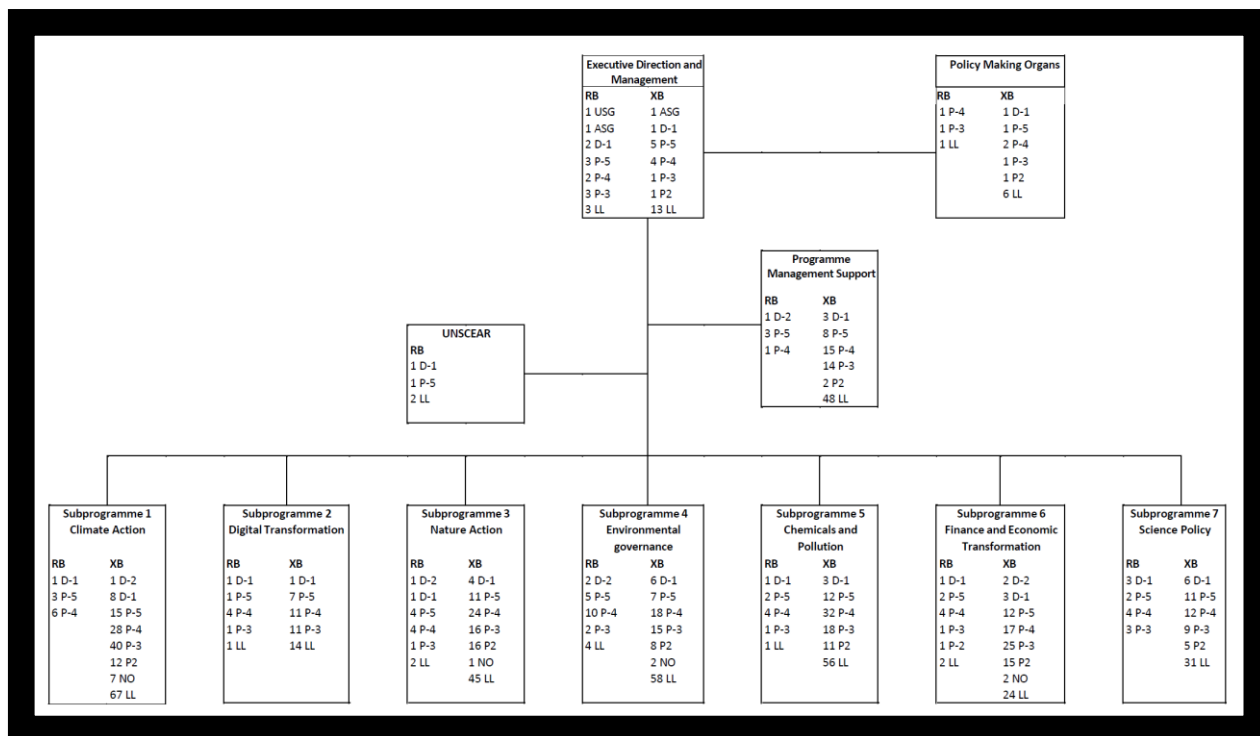 Executive Direction and
Management
RB XB
1 USG 1 ASG
1 ASG 1 D-1
2 D-1 5 P-5
3 P-5 4 P-4
2 P-4 1 P-3
3 P-3 1 P2
3 LL 13 LL
Policy Making Organs
RB XB
1 P-4 1 D-1
1 P-3 1 P-5
1 LL 2 P-4
1 P-3
1 P2
6 LL
Programme
Management Support
RB XB
1 D-2 3 D-1
3 P-5 8 P-5
1 P-4 15 P-4
14 P-3
2 P2
48 LL
UNSCEAR
RB
1 D-1
1 P-5
2 LL
Subprogramme 1
Climate Action
RB XB
1 D-1 1 D-2
3 P-5 8 D-1
6 P-4 15 P-5
28 P-4
40 P-3
12 P2
7 NO
67 LL
Subprogramme 2
Digital Transformation
RB XB
1 D-1 1 D-1
1 P-5 7 P-5
4 P-4 11 P-4
1 P-3 11 P-3
1 LL 14 LL
Subprogramme 3
Nature Action
RB XB
1 D-2 4 D-1
1 D-1 11 P-5
4 P-5 24 P-4
4 P-4 16 P-3
1 P-3 16 P2
2 LL 1 NO
45 LL
Subprogramme 4
Environmental
governance
RB XB
2 D-2 6 D-1
5 P-5 7 P-5
10 P-4 18 P-4
2 P-3 15 P-3
4 LL 8 P2
2 NO
58 LL
Subprogramme 5
Chemicals and
Pollution
RB XB
1 D-1 3 D-1
2 P-5 12 P-5
4 P-4 32 P-4
1 P-3 18 P-3
1 LL 11 P2
56 LL
Subprogramme 6
Finance and Economic
Transformation
RB XB
1 D-1 2 D-2
2 P-5 3 D-1
4 P-4 12 P-5
1 P-3 17 P-4
1 P-2 25 P-3
2 LL 15 P2
2 NO
24 LL
Subprogramme 7
Science Policy
RB XB
3 D-1 6 D-1
2 P-5 11 P-5
4 P-4 12 P-4
3 P-3 9 P-3
5 P2
31 LL